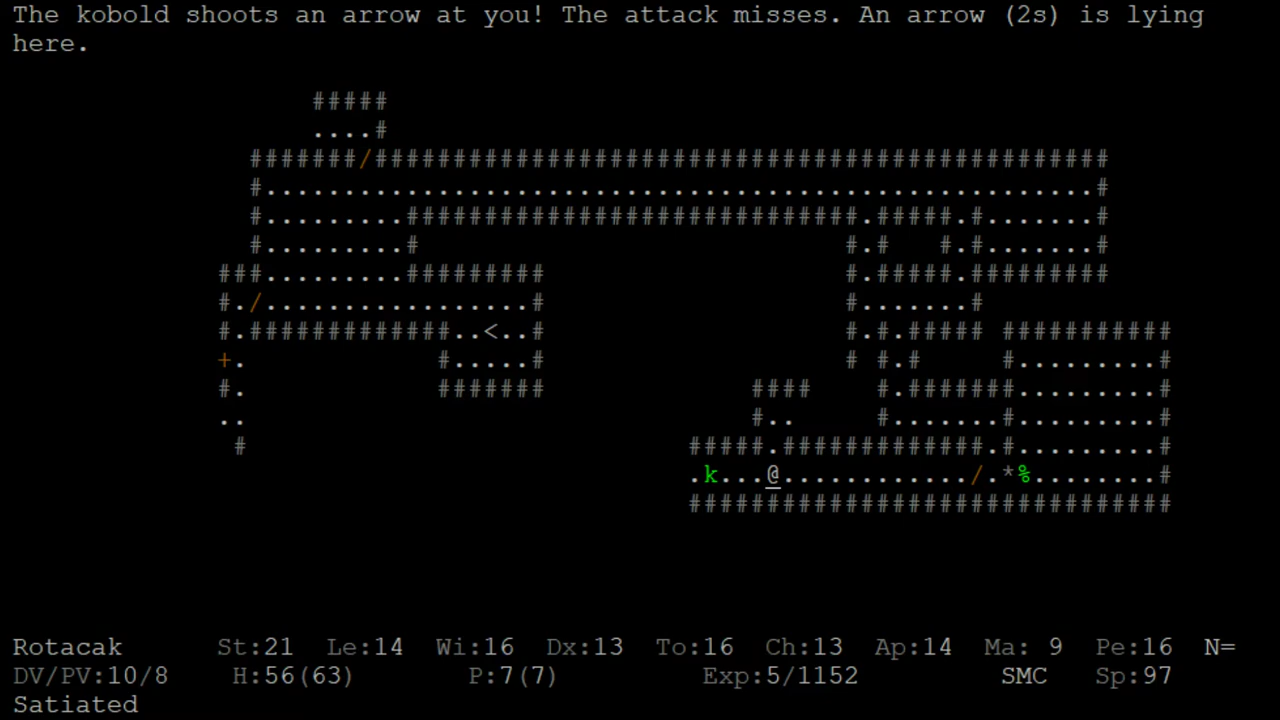 The kobold shoots an arrow at you! The attack misses. An arrow (2s) is lying
here.
#####
....#
#######/###############################################
#.....................................................#
#.........#############################.#####.#.......#
#.........#                           #.#   #.#.......#
###.........#########                   #.#####.#########
#./.................#                   #.......#
#.#############..<..#                   #.#.##### ###########
+.             #.....#                   # #.#     #.........#
#.             #######             ####    #.#######.........#
..                                 #..     #.......#.........#
 #                            #####.#############.#.........#
.k...@............/.*%........#
###############################
Rotacak St:21 Le:14 Wi:16 Dx:13 To:16 Ch:13 Ap:14 Ma: 9 Pe:16 N=
DV/PV:10/8 H:56(63) P:7(7) Exp:5/1152 SMC Sp:97
Satiated